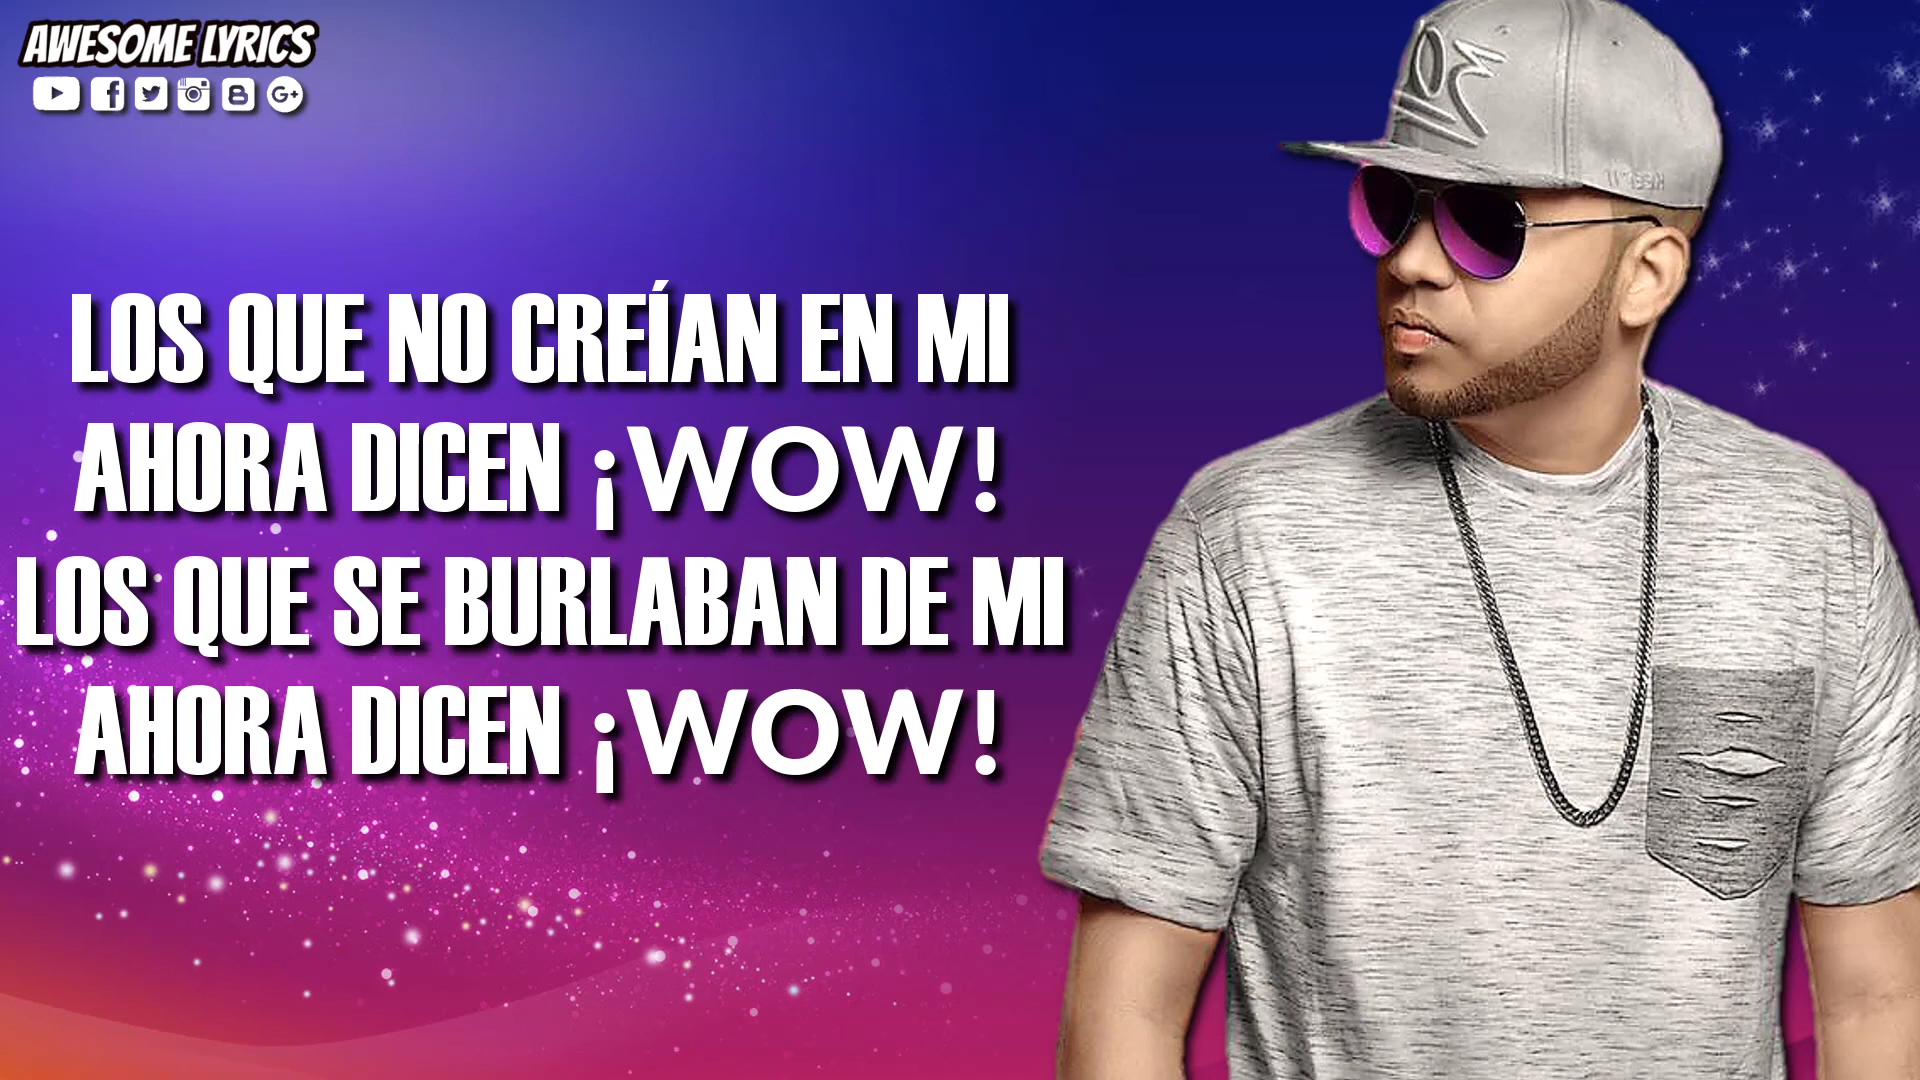 AWESOME LYRICS
LOS QUE NO CREÍAN EN MI
AHORA DICEN ¡WOW!
LOS QUE SE BURLABAN DE MI
AHORA DICEN ¡WOW!